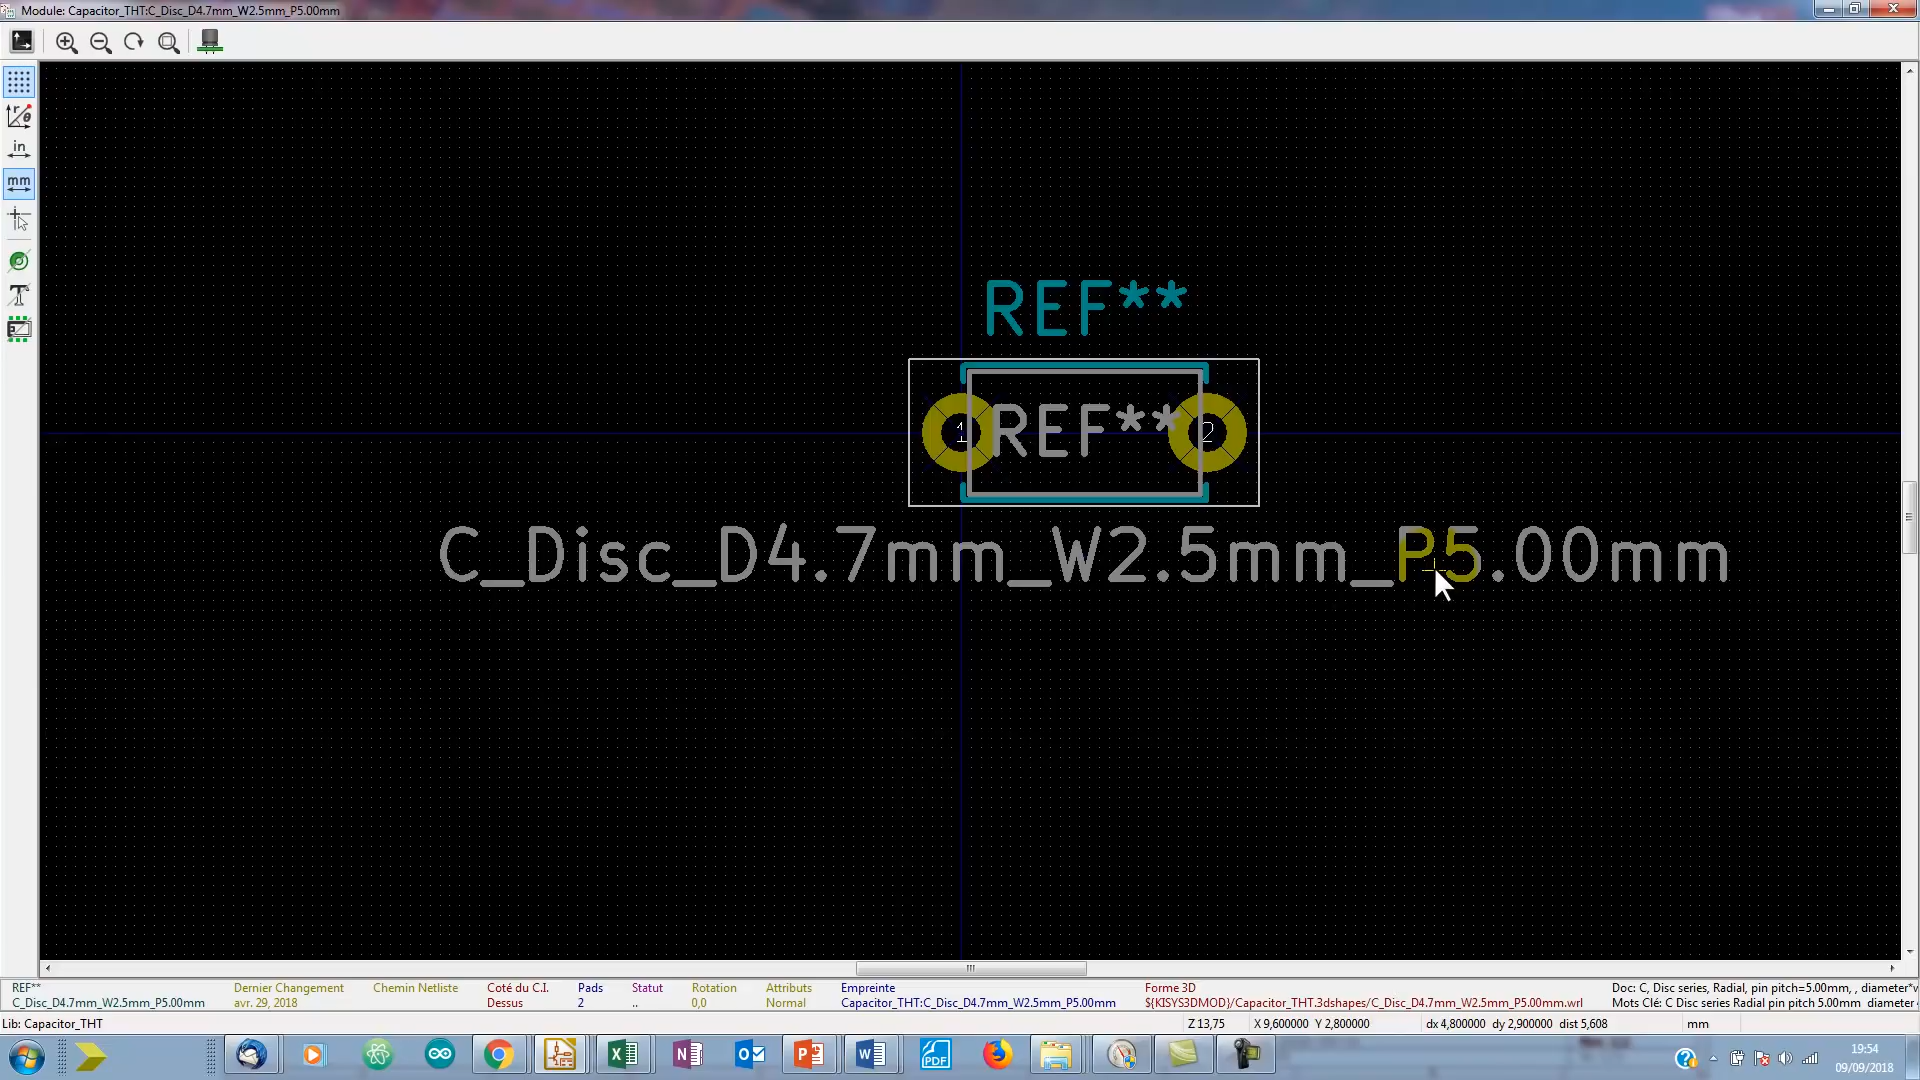 Module: Capacitor_THT:C_Disc_D4.7mm_W2.5mm_P5.00mm
in
mm
REF**
1 REF** 2
C_Disc_D4.7mm_W2.5mm_P5.00mm
REF** Dernier Changement Chemin Netliste Coté du C.I. Pads Statut Rotation Attributs Empreinte Forme 3D Doc: C, Disc series, Radial, pin pitch=5.00mm, , diameter*v
C_Disc_D4.7mm_W2.5mm_P5.00mm avr. 29, 2018 Dessus 2 .. 0,0 Normal Capacitor_THT:C_Disc_D4.7mm_W2.5mm_P5.00mm ${KISYS3DMOD}/Capacitor_THT.3dshapes/C_Disc_D4.7mm_W2.5mm_P5.00mm.wrl Mots Clé: C Disc series Radial pin pitch 5.00mm diameter
Lib: Capacitor_THT Z 13,75 X 9,600000 Y 2,800000 dx 4,800000 dy 2,900000 dist 5,608 mm
PDF
19:54
09/09/2018